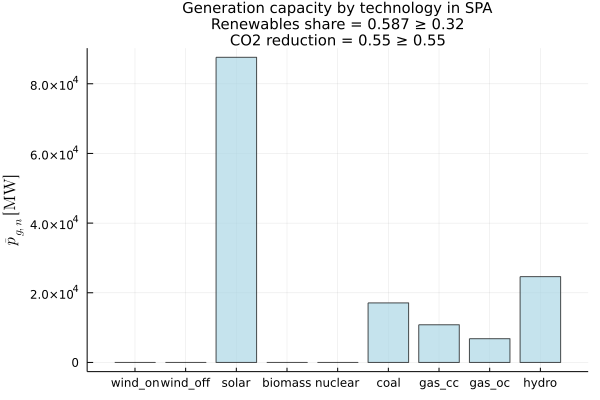 Generation capacity by technology in SPA
Renewables share = 0.587 ≥ 0.32
CO2 reduction = 0.55 ≥ 0.55
p̄g,n [MW]
8.0×10⁴
6.0×10⁴
4.0×10⁴
2.0×10⁴
0
wind_on wind_off solar biomass nuclear coal gas_cc gas_oc hydro